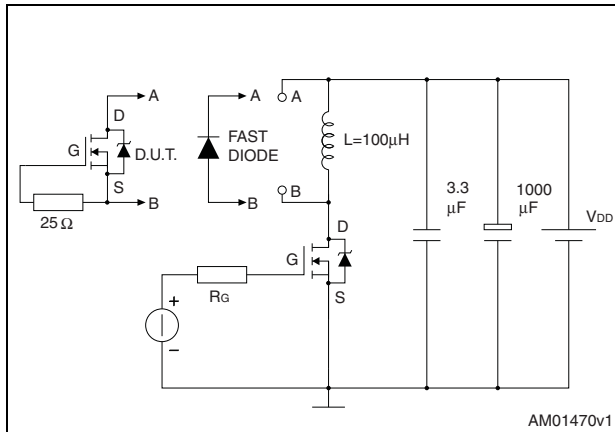 A
A
A
D
G
D.U.T.
FAST
DIODE
L=100µH
S
B
B
B
25 Ω
3.3
µF
1000
µF
VDD
D
G
S
RG
+
−
AM01470v1